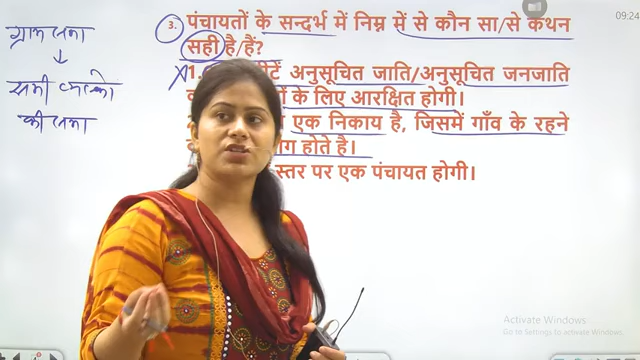 ग्राम सभा
सभी व्यस्को
की सभा
3. पंचायतों के सन्दर्भ में निम्न में से कौन सा/से कथन
सही है/हैं?
1. सीटें अनुसूचित जाति/अनुसूचित जनजाति
के लिए आरक्षित होगी।
एक निकाय है, जिसमें गाँव के रहने
होते है।
स्तर पर एक पंचायत होगी।
09:24
Activate Windows
Go to Settings to activate Windows.